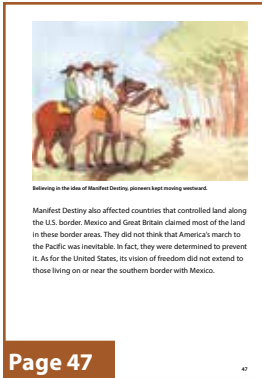 Believing in the idea of Manifest Destiny, pioneers kept moving westward.
Manifest Destiny also affected countries that controlled land along
the U.S. border. Mexico and Great Britain claimed most of the land
in these border areas. They did not think that America's march to
the Pacific was inevitable. In fact, they were determined to prevent
it. As for the United States, its vision of freedom did not extend to
those living on or near the southern border with Mexico.
Page 47
47